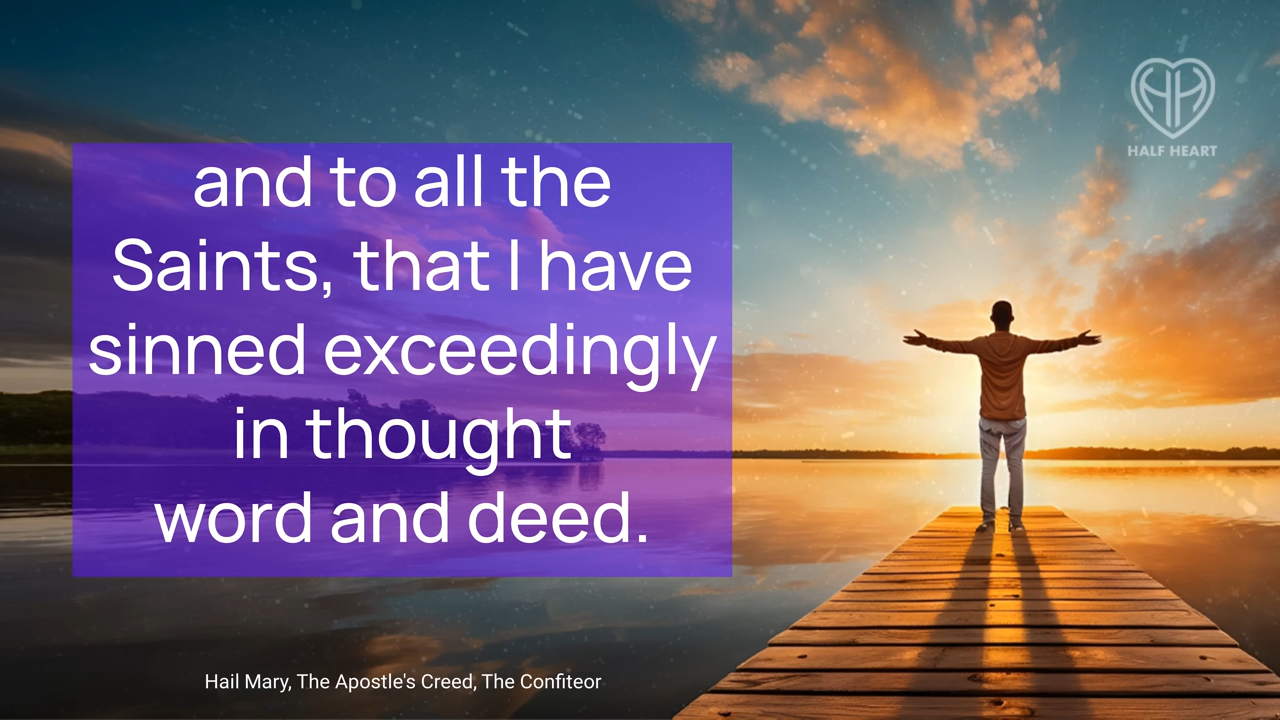 HALF HEART
and to all the
Saints, that I have
sinned exceedingly
in thought
word and deed.
Hail Mary, The Apostle's Creed, The Confiteor